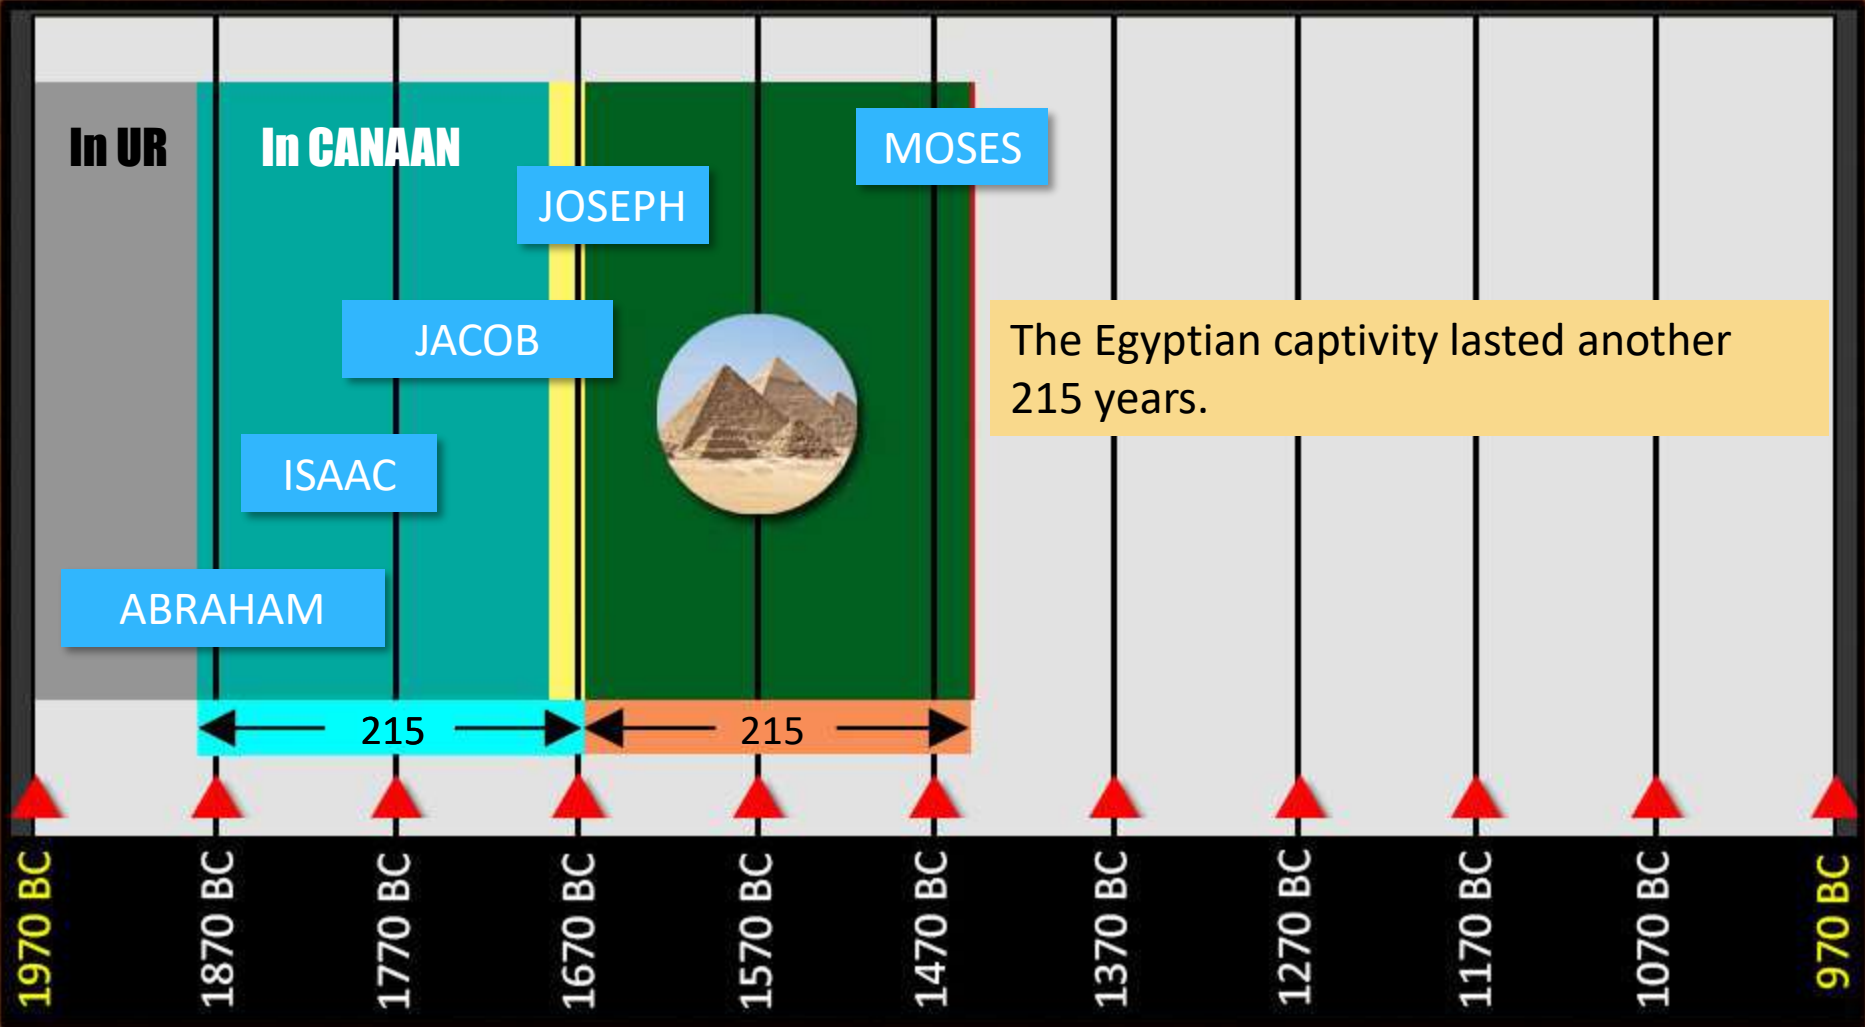 In UR
In CANAAN
MOSES
JOSEPH
JACOB
The Egyptian captivity lasted another
215 years.
ISAAC
ABRAHAM
215
215
1970 BC
1870 BC
1770 BC
1670 BC
1570 BC
1470 BC
1370 BC
1270 BC
1170 BC
1070 BC
970 BC